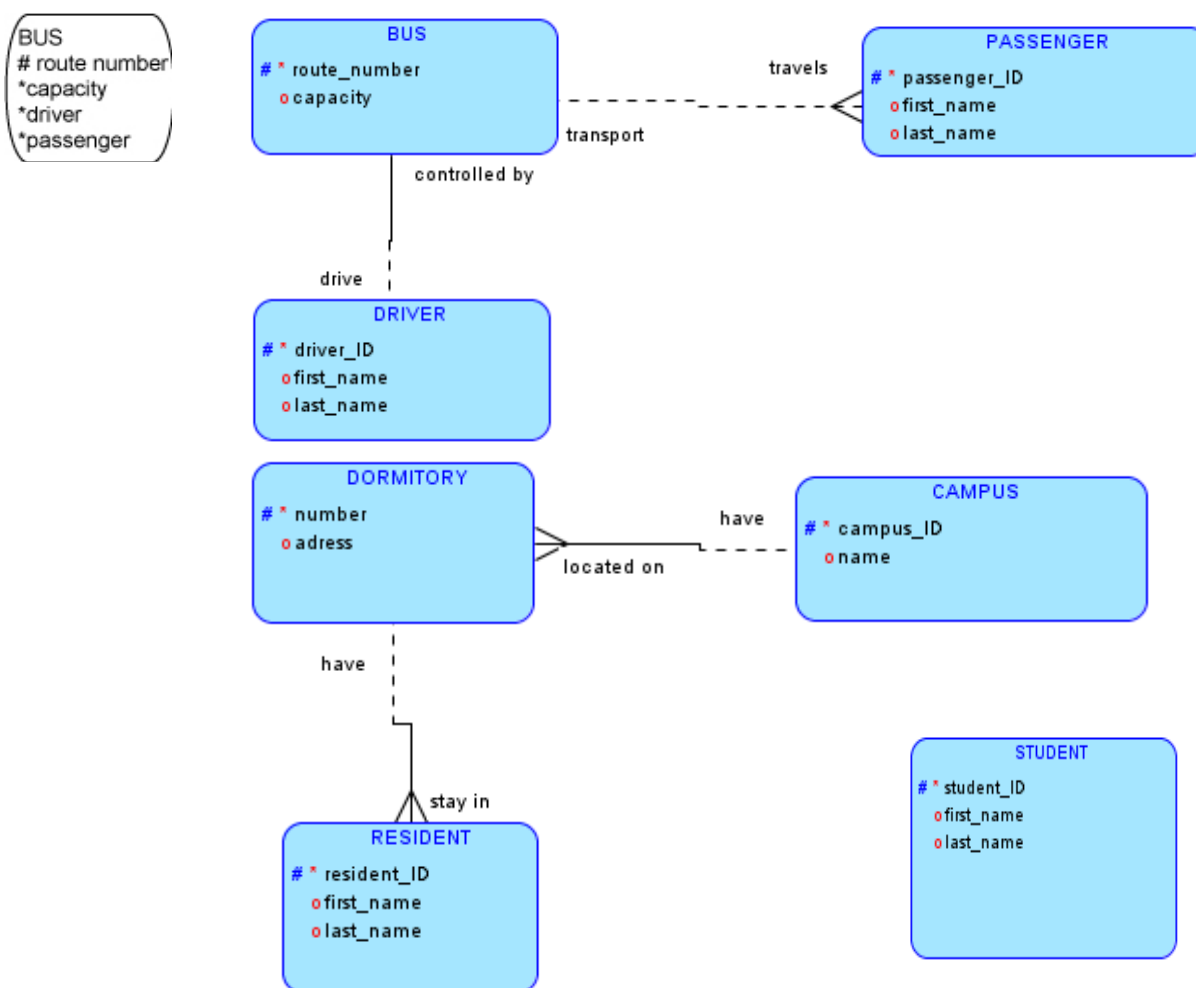 BUS
# route number
*capacity
*driver
*passenger
BUS
# * route_number
o capacity
travels
transport
PASSENGER
# * passenger_ID
o first_name
o last_name
controlled by
drive
DRIVER
# * driver_ID
o first_name
o last_name
DORMITORY
# * number
o adress
have
located on
CAMPUS
# * campus_ID
o name
have
stay in
RESIDENT
# * resident_ID
o first_name
o last_name
STUDENT
# * student_ID
o first_name
o last_name